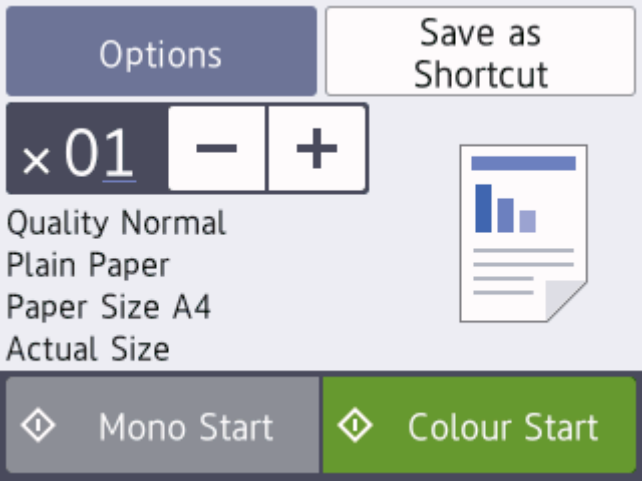 Options
Save as
Shortcut
× 01
Quality Normal
Plain Paper
Paper Size A4
Actual Size
Mono Start
Colour Start